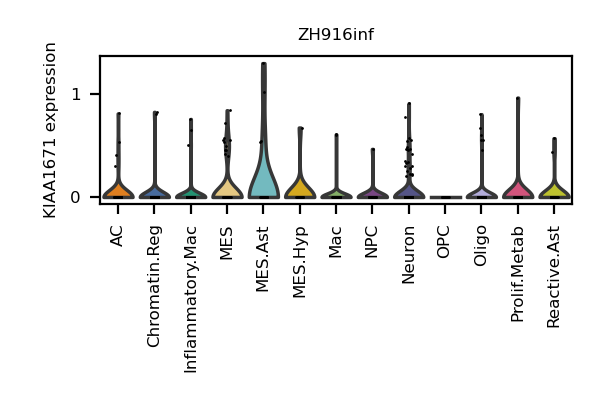 ZH916inf
KIAA1671 expression
1
0
AC
Chromatin.Reg
Inflammatory.Mac
MES
MES.Ast
MES.Hyp
Mac
NPC
Neuron
OPC
Oligo
Prolif.Metab
Reactive.Ast